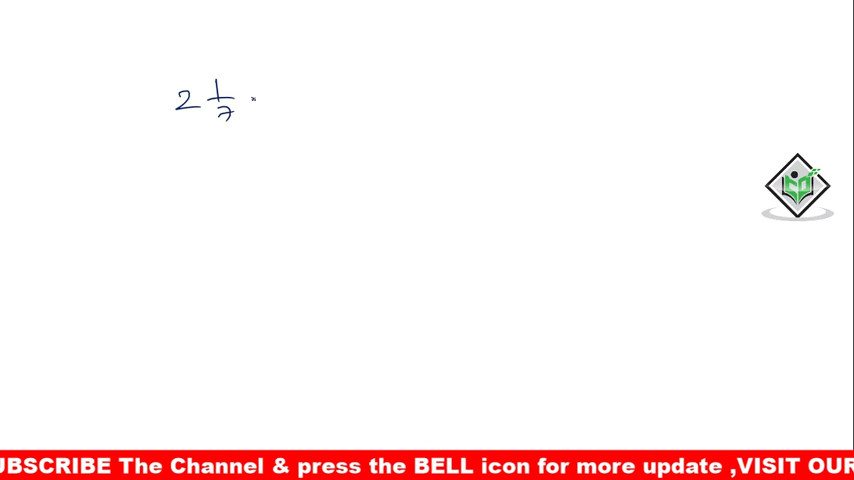 2 1/7
UBSCRIBE The Channel & press the BELL icon for more update ,VISIT OUR